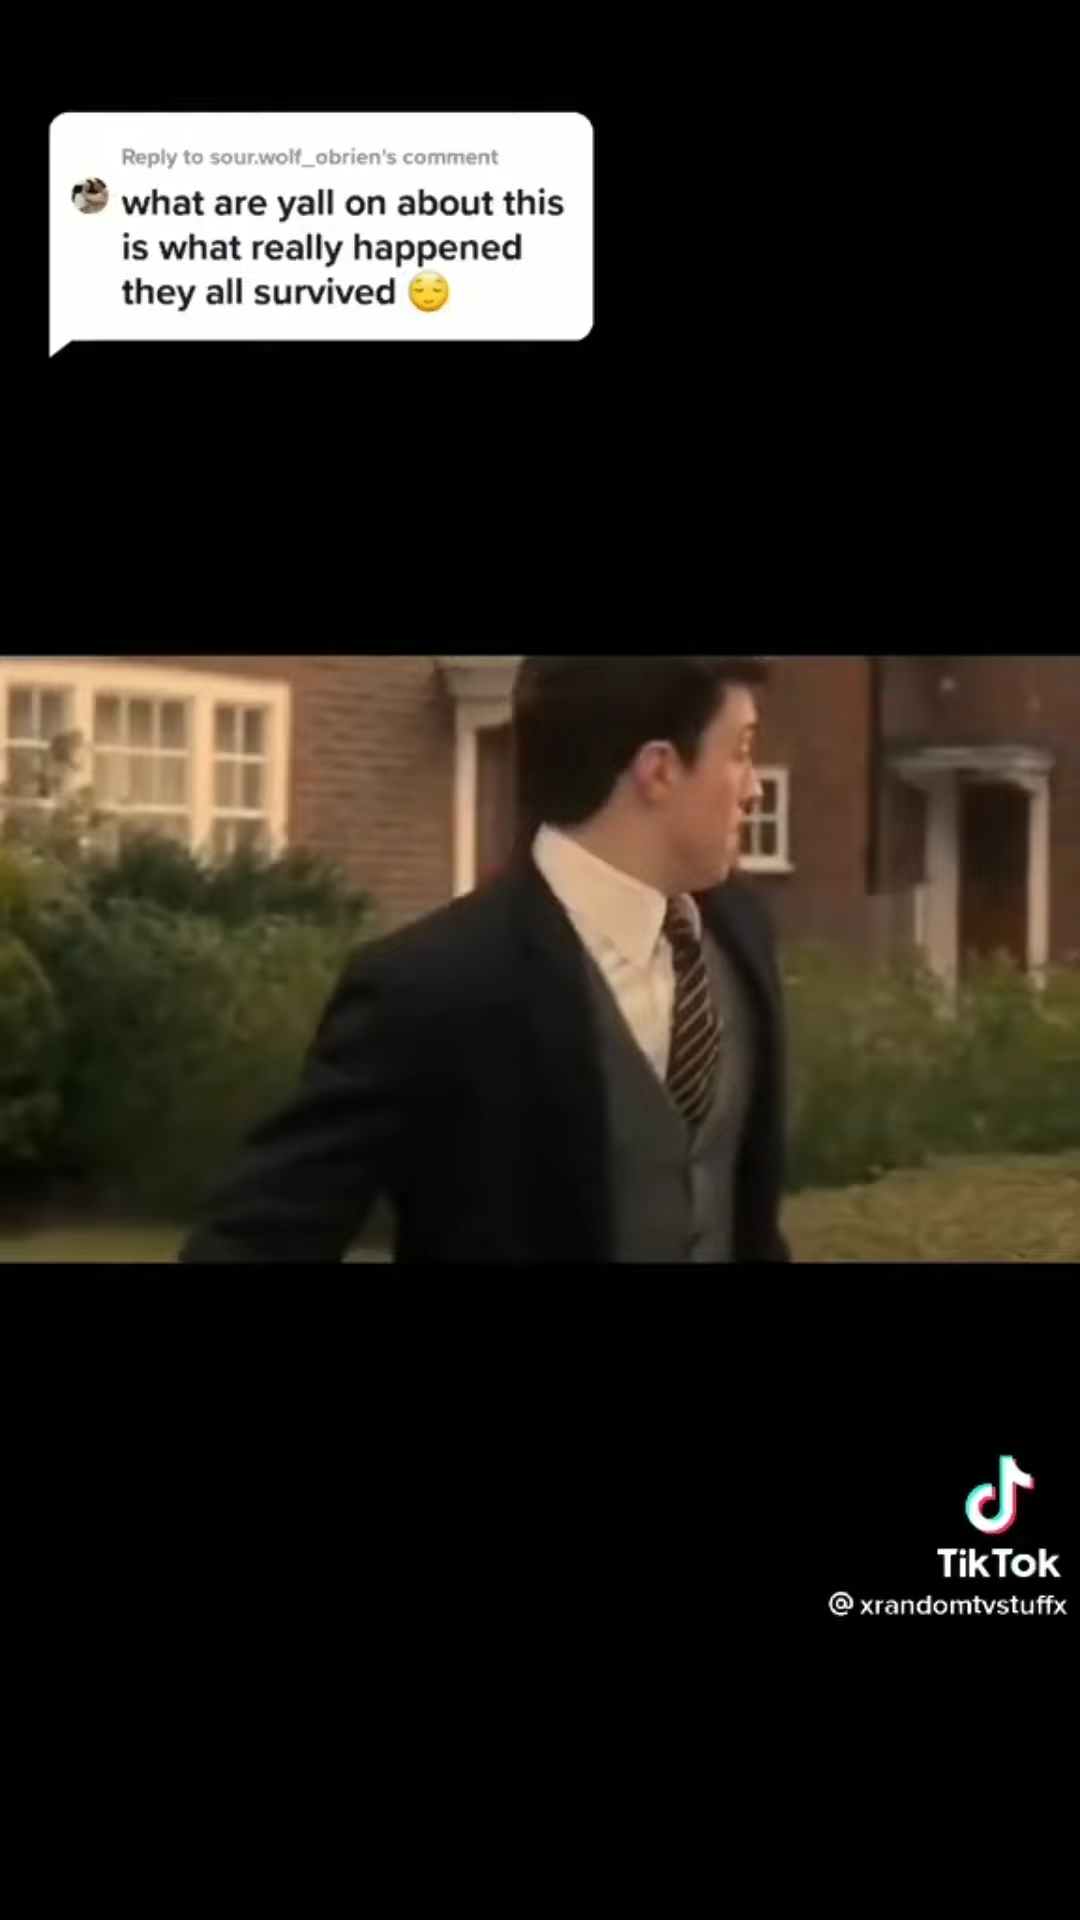 Reply to sour.wolf_obrien's comment
what are yall on about this
is what really happened
they all survived 😌
TikTok
@xrandomtvstuffx